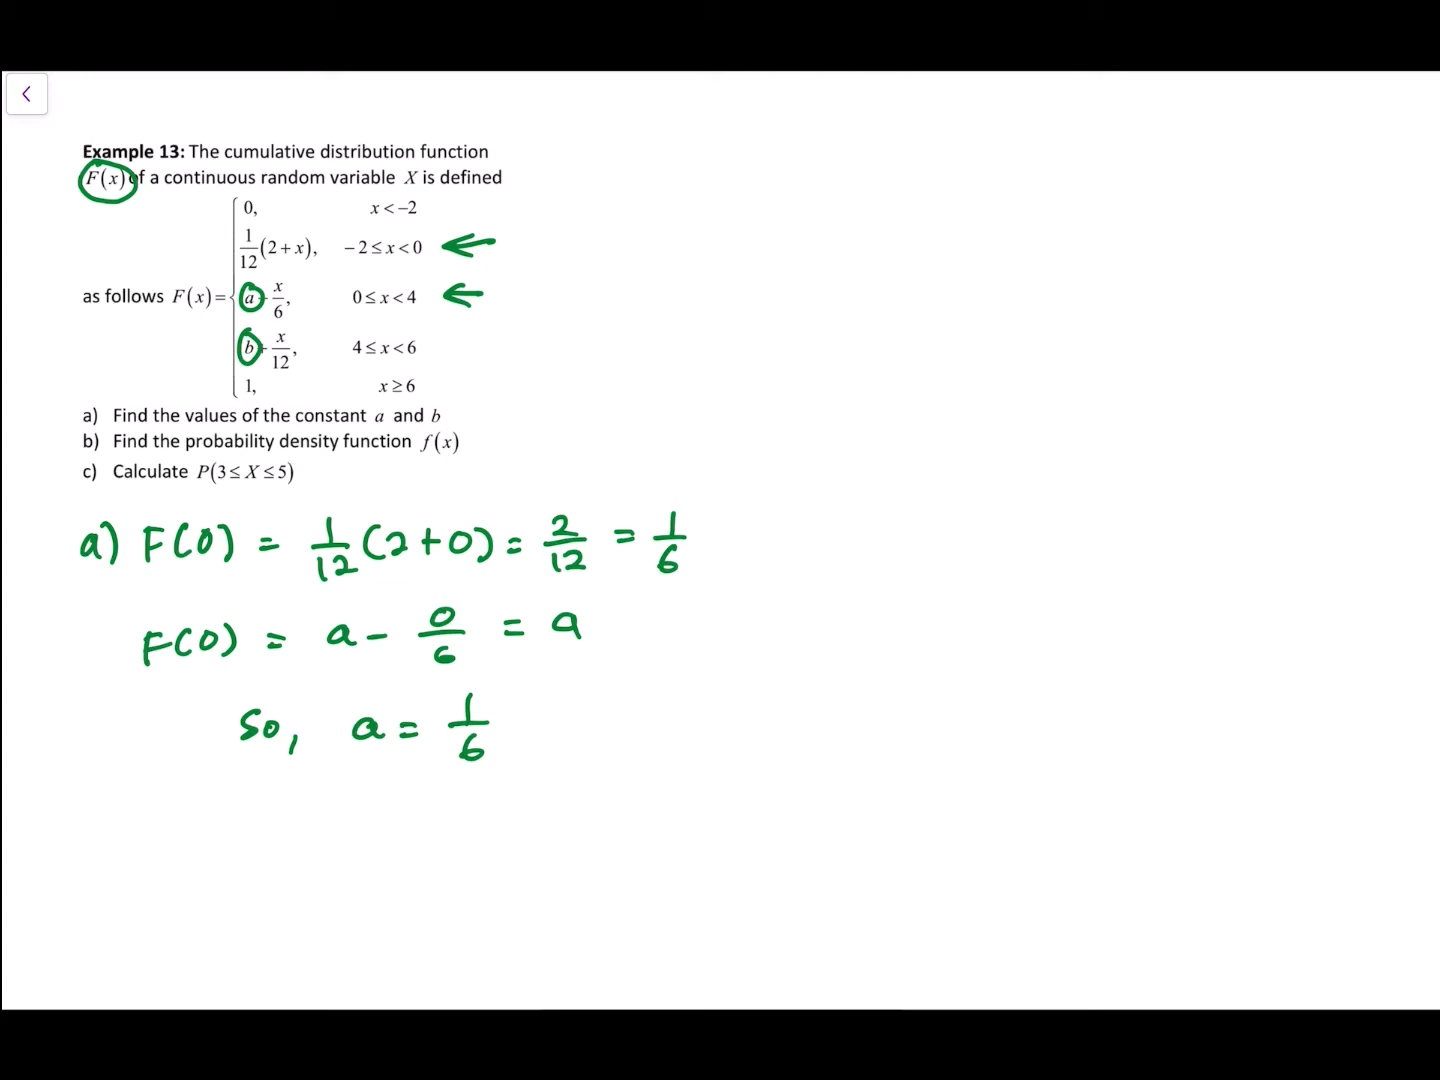 Example 13: The cumulative distribution function
F(x) of a continuous random variable X is defined
0, x < −2
1/12 (2 + x), − 2 ≤ x < 0
as follows F(x) = a x/6, 0 ≤ x < 4
b x/12, 4 ≤ x < 6
1, x ≥ 6
a) Find the values of the constant a and b
b) Find the probability density function f(x)
c) Calculate P(3 ≤ X ≤ 5)
a) F(0) = 1/12 (2+0) = 2/12 = 1/6
F(0) = a − 0/6 = a
So, a = 1/6